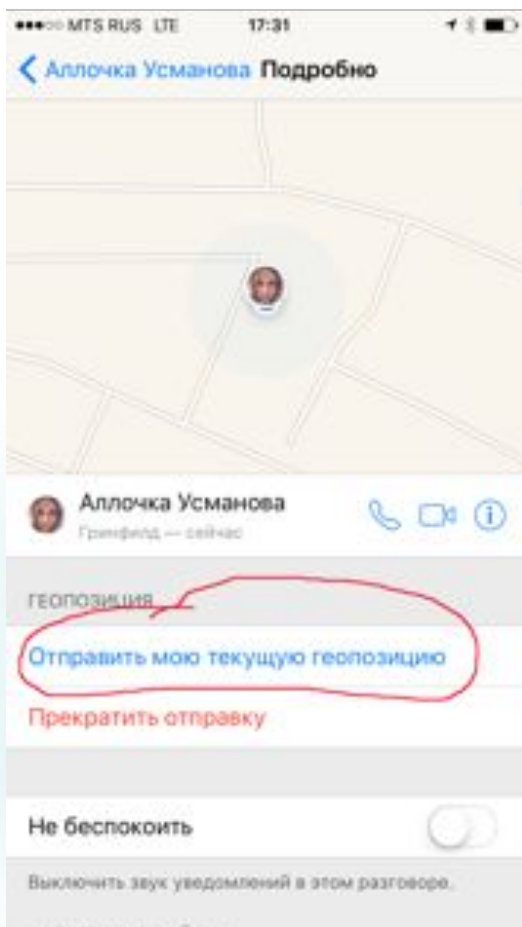 MTS RUS LTE 17:31
Аллочка Усманова Подробно
Аллочка Усманова
Гринфилд — сейчас
ГЕОПОЗИЦИЯ
Отправить мою текущую геопозицию
Прекратить отправку
Не беспокоить
Выключить звук уведомлений в этом разговоре.